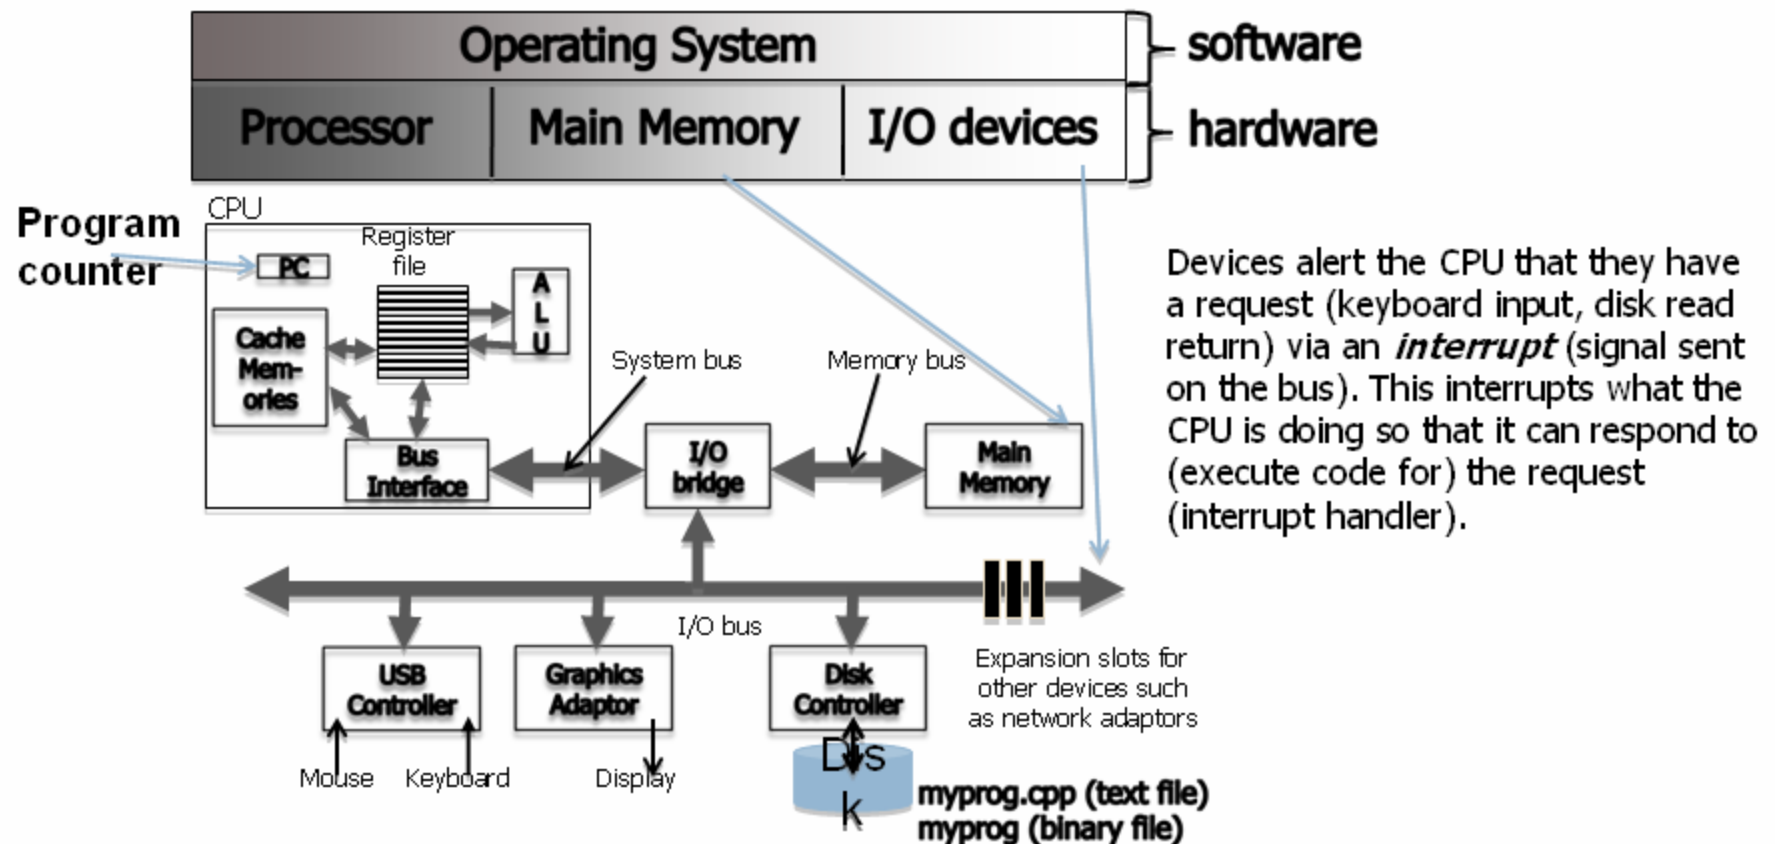 Operating System
software
Processor
Main Memory
I/O devices
hardware
CPU
Program
counter
PC
Register
file
A
L
U
Cache
Mem-
ories
Bus
Interface
System bus
Memory bus
I/O
bridge
Main
Memory
Devices alert the CPU that they have
a request (keyboard input, disk read
return) via an interrupt (signal sent
on the bus). This interrupts what the
CPU is doing so that it can respond to
(execute code for) the request
(interrupt handler).
I/O bus
USB
Controller
Graphics
Adaptor
Disk
Controller
Expansion slots for
other devices such
as network adaptors
Mouse
Keyboard
Display
Dis
k
myprog.cpp (text file)
myprog (binary file)